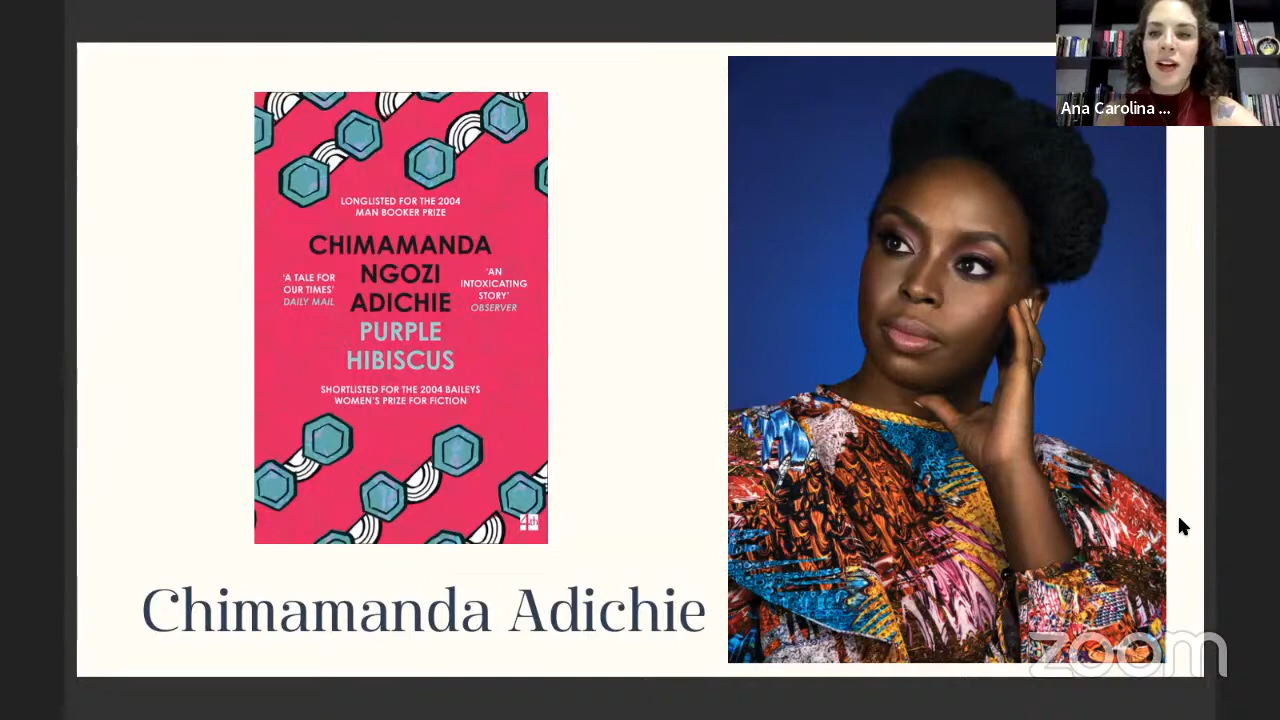 Ana Carolina ...
LONGLISTED FOR THE 2004
MAN BOOKER PRIZE
CHIMAMANDA
NGOZI
ADICHIE
'A TALE FOR
OUR TIMES'
DAILY MAIL
'AN
INTOXICATING
STORY'
OBSERVER
PURPLE
HIBISCUS
SHORTLISTED FOR THE 2004 BAILEYS
WOMEN'S PRIZE FOR FICTION
4th
Chimamanda Adichie
zoom